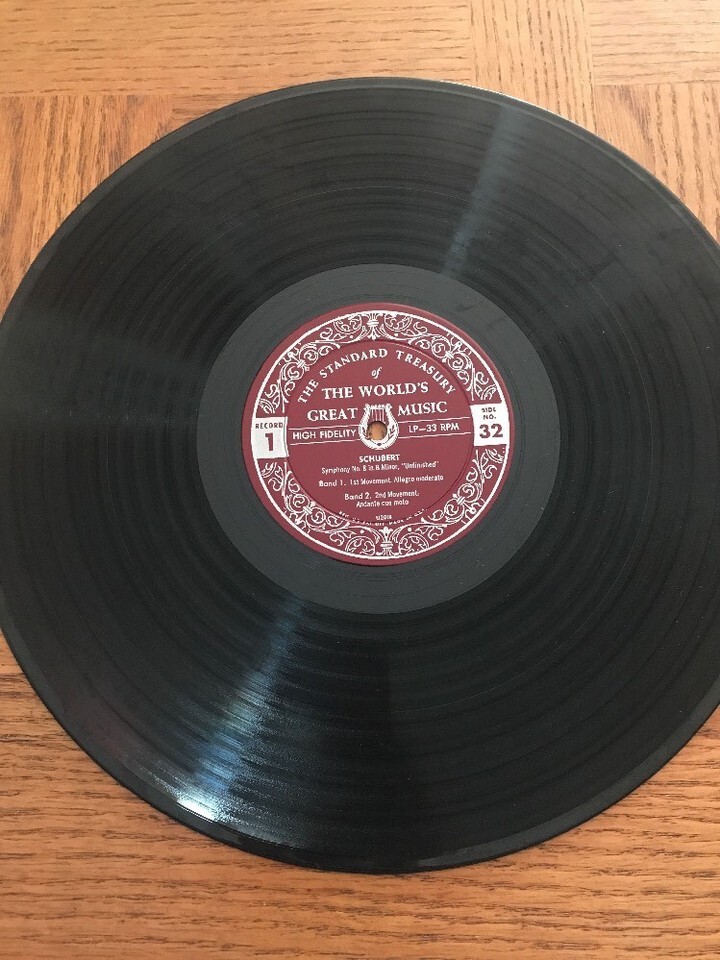 THE STANDARD TREASURY
of
THE WORLD'S
GREAT MUSIC
RECORD
1
SIDE
NO.
32
HIGH FIDELITY LP—33 RPM
SCHUBERT
Symphony No. 8 in B Minor, "Unfinished"
Band 1. 1st Movement, Allegro moderato
Band 2. 2nd Movement,
Andante con moto